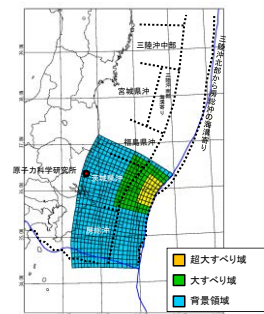 三陸沖中部
三陸沖北部から房総沖の海溝寄り
宮城県沖
福島県沖
原子力科学研究所
茨城県沖
房総沖
超大すべり域
大すべり域
背景領域